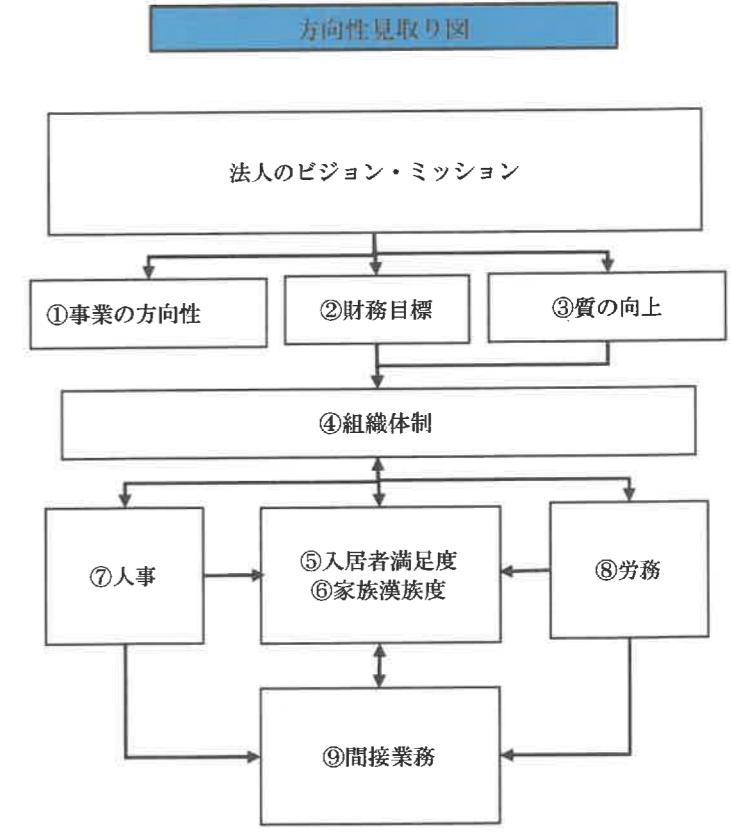 方向性見取り図
法人のビジョン・ミッション
①事業の方向性
②財務目標
③質の向上
④組織体制
⑦人事
⑤入居者満足度
⑥家族漢族度
⑧労務
⑨間接業務